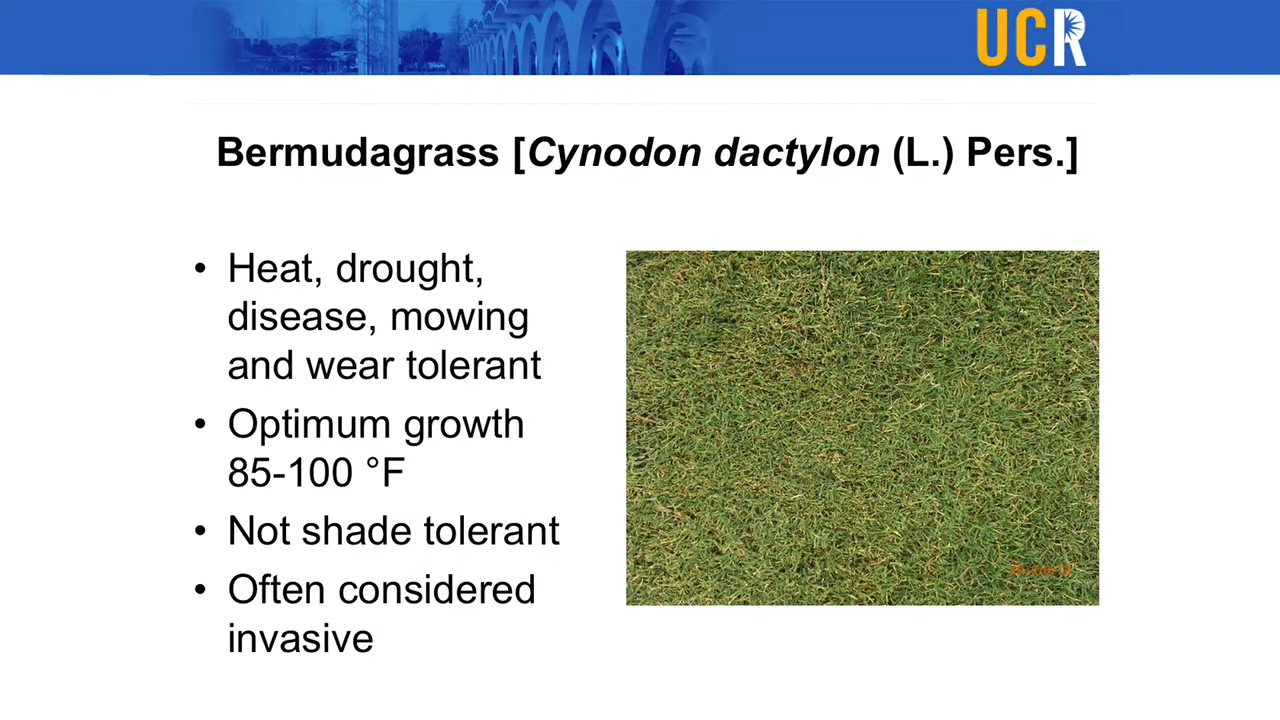 UCR
Bermudagrass [Cynodon dactylon (L.) Pers.]
• Heat, drought,
disease, mowing
and wear tolerant
• Optimum growth
85-100 °F
• Not shade tolerant
• Often considered
invasive